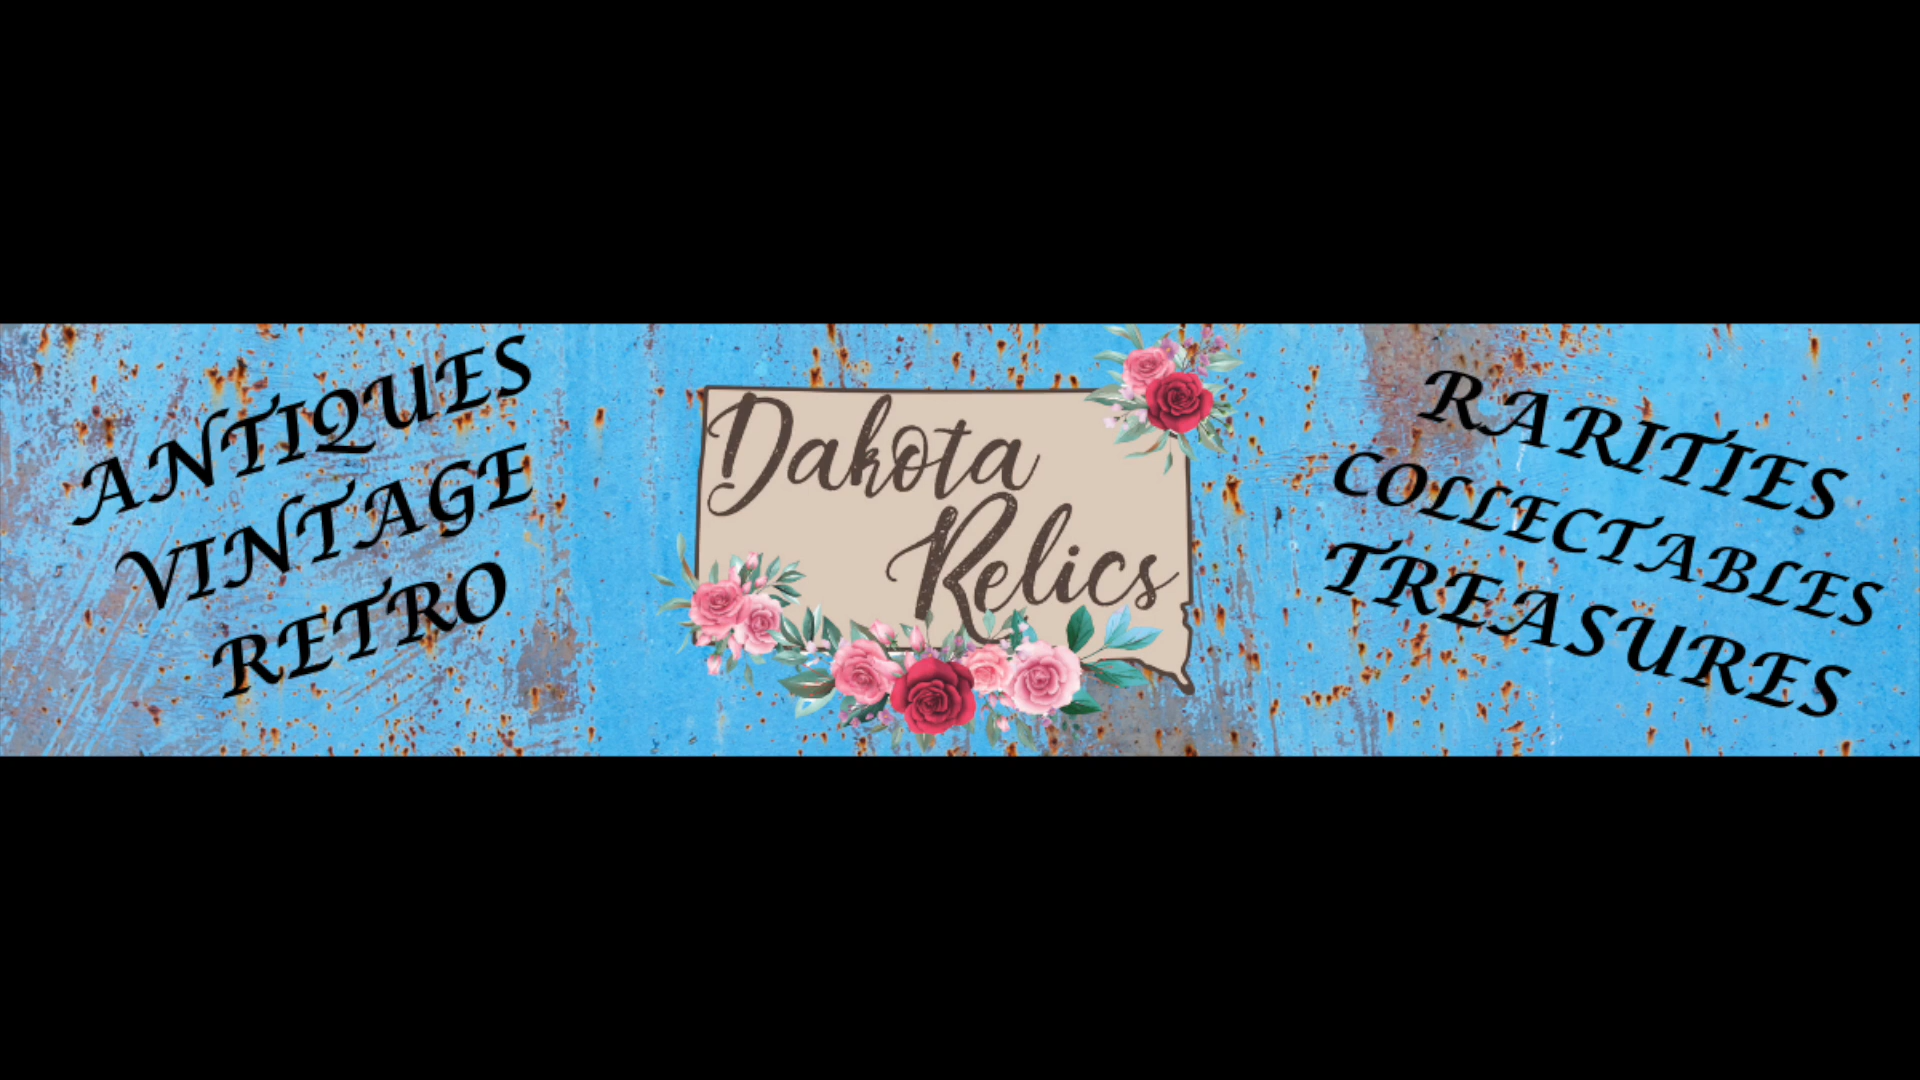 ANTIQUES
VINTAGE
RETRO
Dakota
Relics
RARITIES
COLLECTABLES
TREASURES